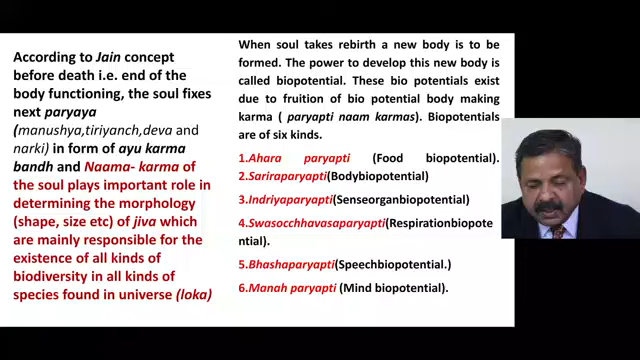 According to Jain concept
before death i.e. end of the
body functioning, the soul fixes
next paryaya
(manushya,tiriyanch,deva and
narki) in form of ayu karma
bandh and Naama- karma of
the soul plays important role in
determining the morphology
(shape, size etc) of jiva which
are mainly responsible for the
existence of all kinds of
biodiversity in all kinds of
species found in universe (loka)
When soul takes rebirth a new body is to be
formed. The power to develop this new body is
called biopotential. These bio potentials exist
due to fruition of bio potential body making
karma ( paryapti naam karmas). Biopotentials
are of six kinds.
1.Ahara paryapti (Food biopotential).
2.Sariraparyapti(Bodybiopotential)
3.Indriyaparyapti(Senseorganbiopotential)
4.Swasocchhavasaparyapti(Respirationbiopote
ntial).
5.Bhashaparyapti(Speechbiopotential.)
6.Manah paryapti (Mind biopotential).